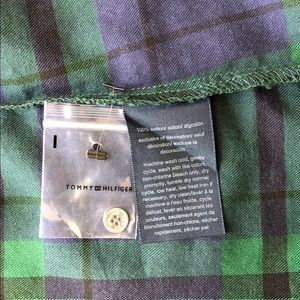 TOMMY HILFIGER
100% cotton/ coton/ algodón
exclusive of decoration/ sauf
décoration/ excluye la
decoración
machine wash cold, gentle
cycle, wash with like colors
non-chlorine bleach only, dry
promptly, tumble dry normal
cycle, low heat, low heat iron if
necessary, dry clean/laver à la
machine à l'eau froide, cycle
délicat, laver en versant les
couleurs, seulement agent de
blanchiment non-chlore, sécher
rapidement, sécher par